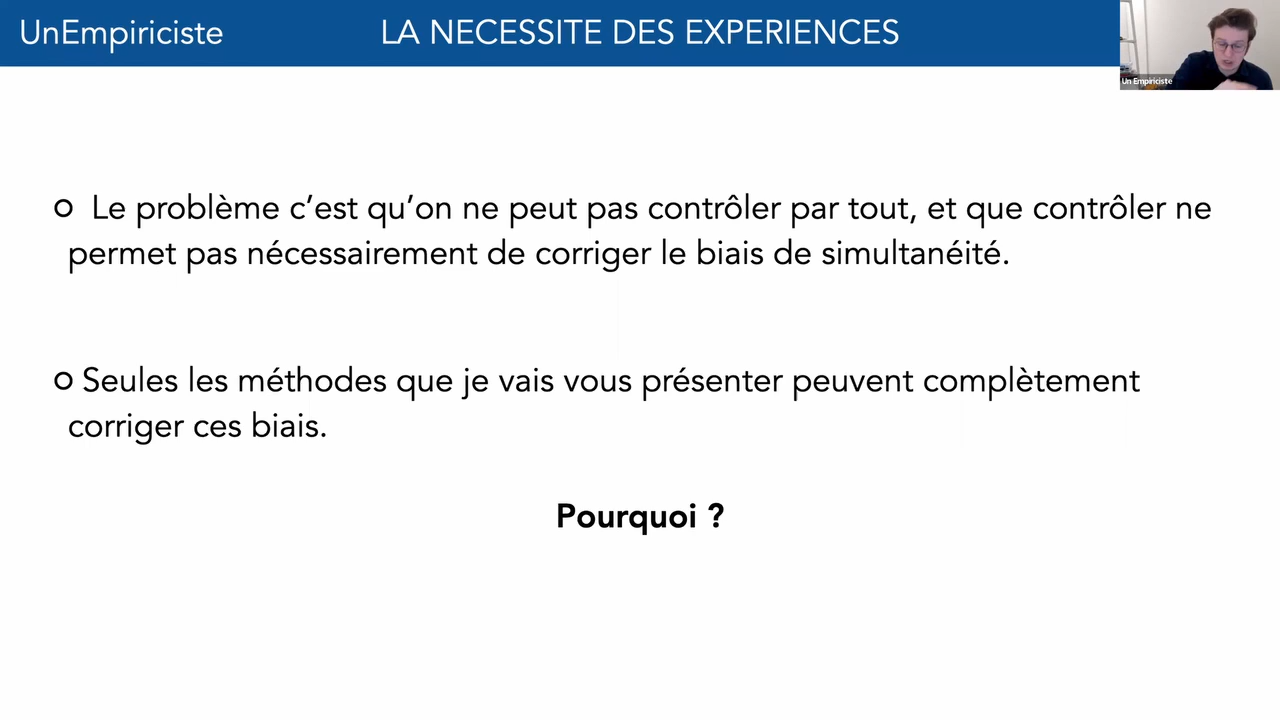 UnEmpiriciste
LA NECESSITE DES EXPERIENCES
Un Empiriciste
Le problème c’est qu’on ne peut pas contrôler par tout, et que contrôler ne
permet pas nécessairement de corriger le biais de simultanéité.
Seules les méthodes que je vais vous présenter peuvent complètement
corriger ces biais.
Pourquoi ?